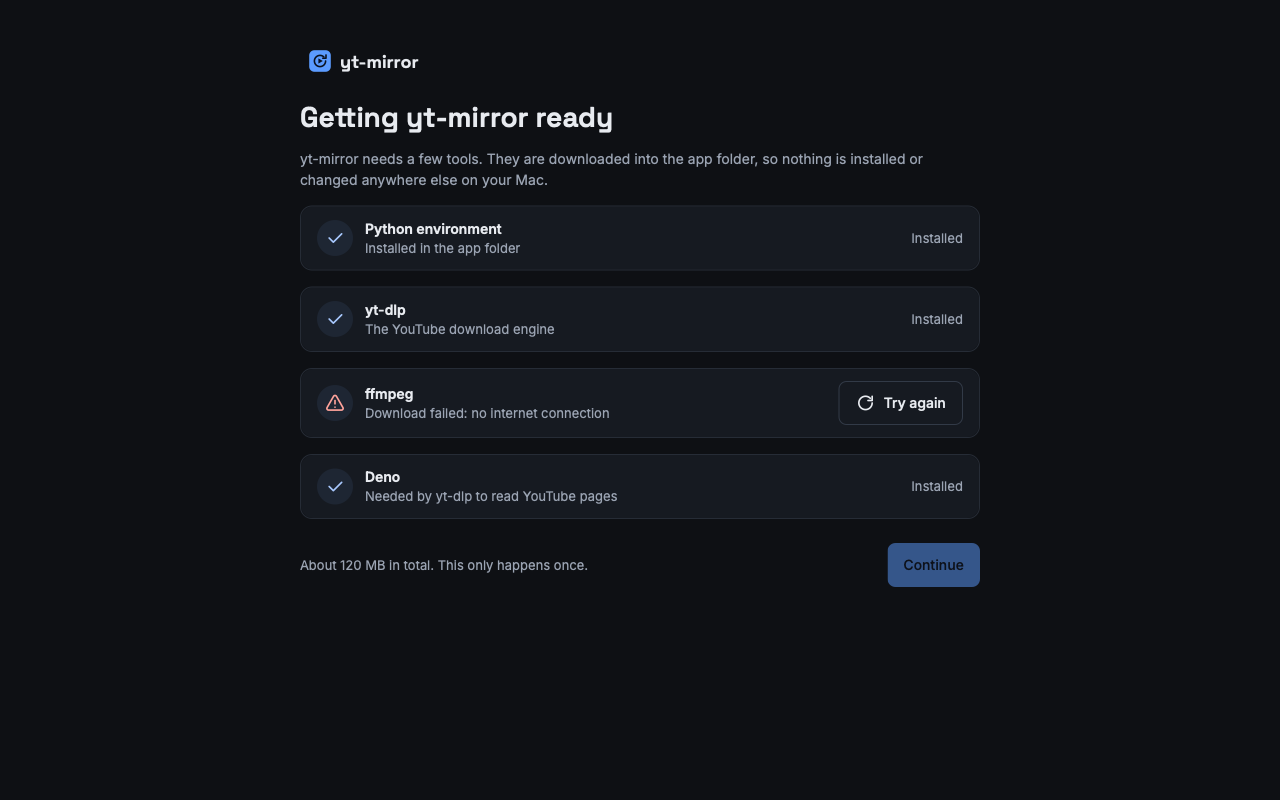 yt-mirror
Getting yt-mirror ready
yt-mirror needs a few tools. They are downloaded into the app folder, so nothing is installed or
changed anywhere else on your Mac.
Python environment
Installed in the app folder
Installed
yt-dlp
The YouTube download engine
Installed
ffmpeg
Download failed: no internet connection
Try again
Deno
Needed by yt-dlp to read YouTube pages
Installed
About 120 MB in total. This only happens once.
Continue